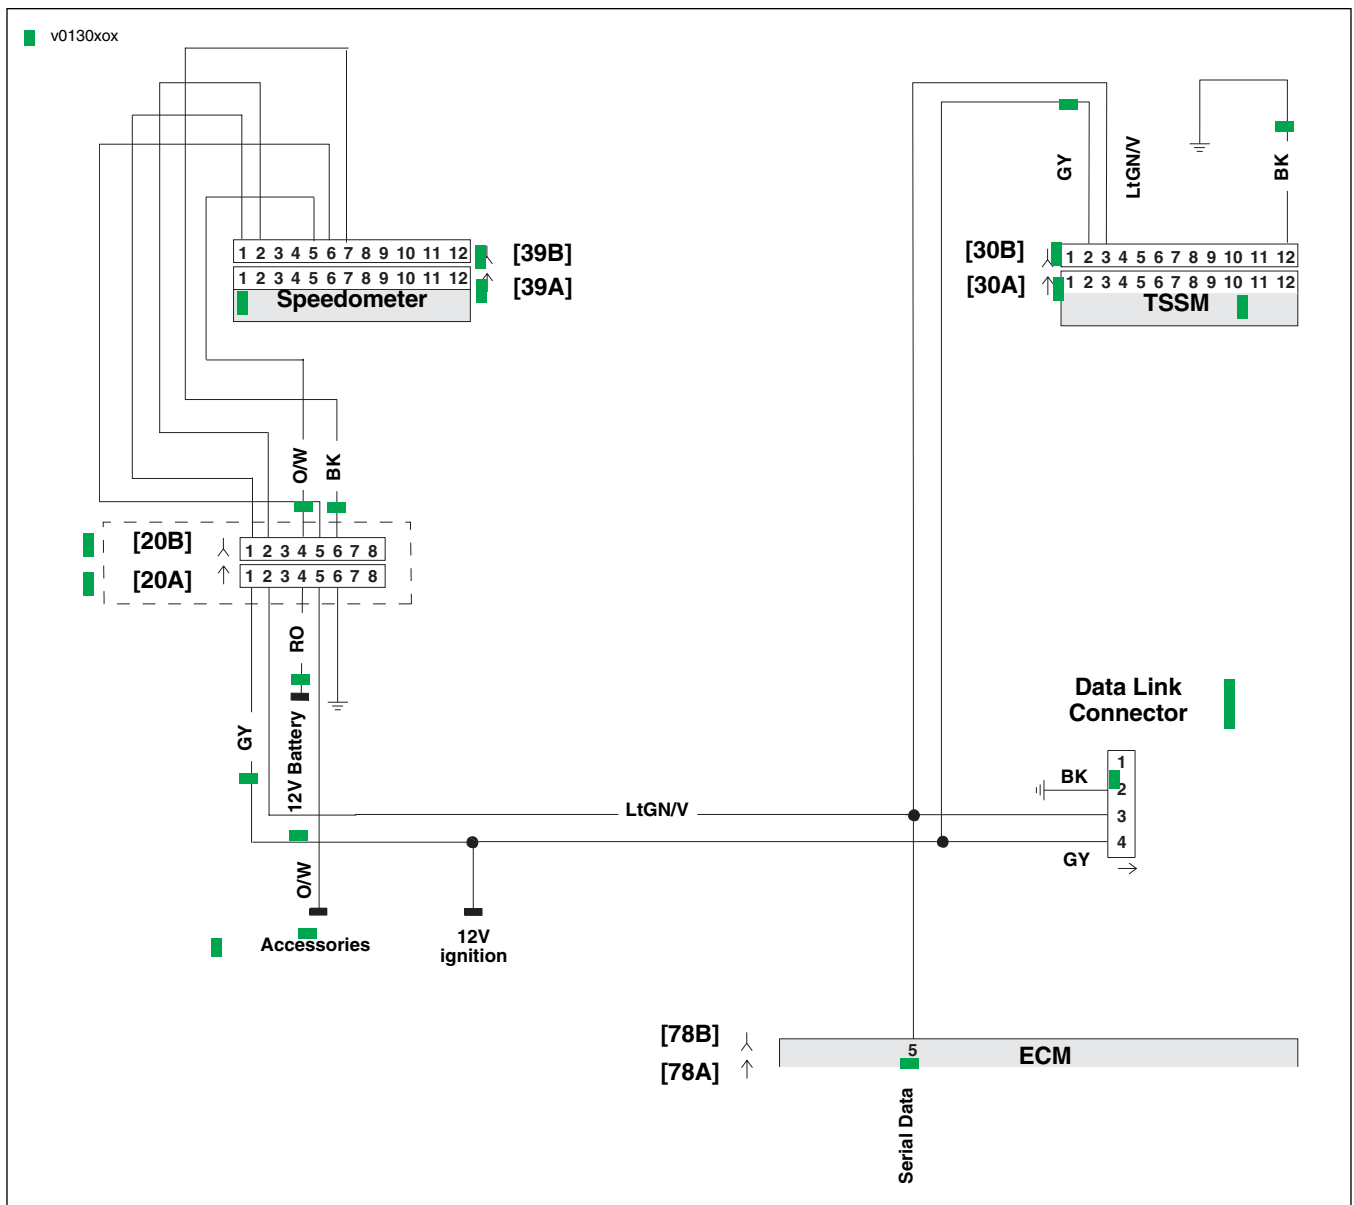 v0130xox
GY
LtGN/V
BK
1 2 3 4 5 6 7 8 9 10 11 12
[39B]
1 2 3 4 5 6 7 8 9 10 11 12
[39A]
Speedometer
[30B]
1 2 3 4 5 6 7 8 9 10 11 12
[30A]
1 2 3 4 5 6 7 8 9 10 11 12
TSSM
O/W
BK
[20B]
1 2 3 4 5 6 7 8
[20A]
1 2 3 4 5 6 7 8
RO
GY
12V Battery
Data Link
Connector
1
BK
2
LtGN/V
3
4
GY
O/W
Accessories
12V
ignition
[78B]
[78A]
5
ECM
Serial Data